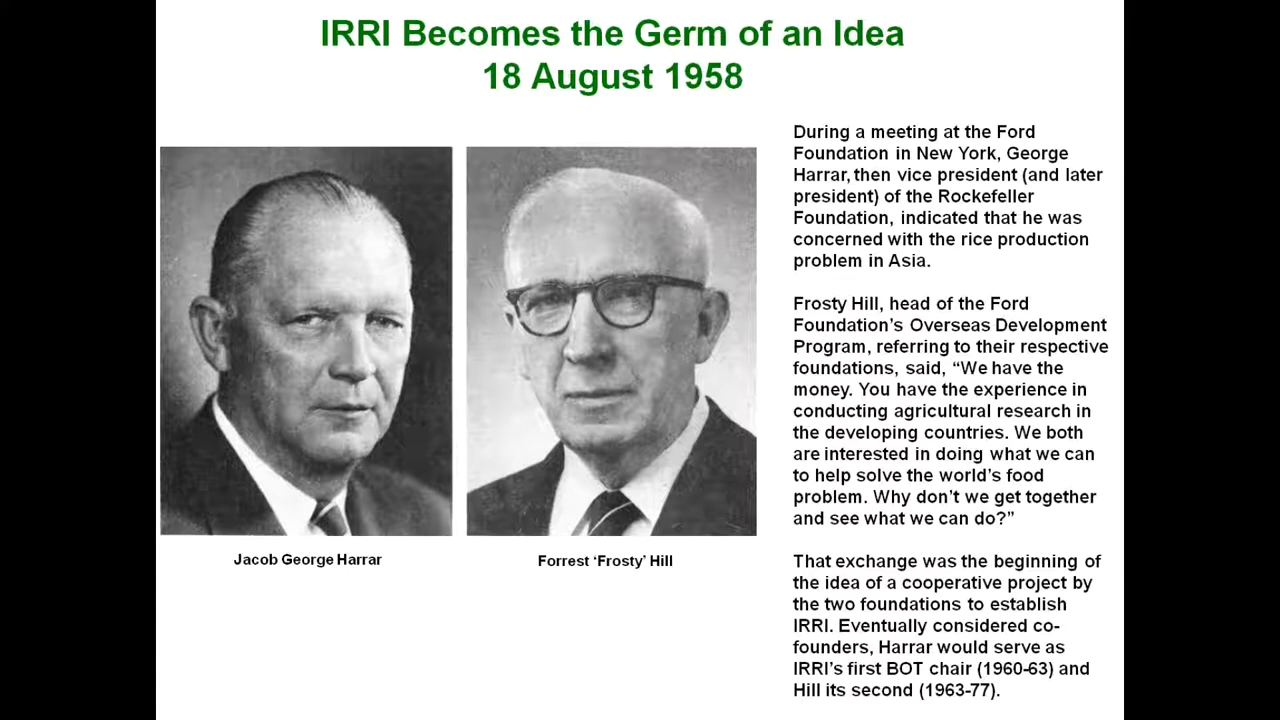 IRRI Becomes the Germ of an Idea
18 August 1958
During a meeting at the Ford
Foundation in New York, George
Harrar, then vice president (and later
president) of the Rockefeller
Foundation, indicated that he was
concerned with the rice production
problem in Asia.
Frosty Hill, head of the Ford
Foundation’s Overseas Development
Program, referring to their respective
foundations, said, “We have the
money. You have the experience in
conducting agricultural research in
the developing countries. We both
are interested in doing what we can
to help solve the world’s food
problem. Why don’t we get together
and see what we can do?”
That exchange was the beginning of
the idea of a cooperative project by
the two foundations to establish
IRRI. Eventually considered co-
founders, Harrar would serve as
IRRI’s first BOT chair (1960-63) and
Hill its second (1963-77).
Jacob George Harrar
Forrest ‘Frosty’ Hill